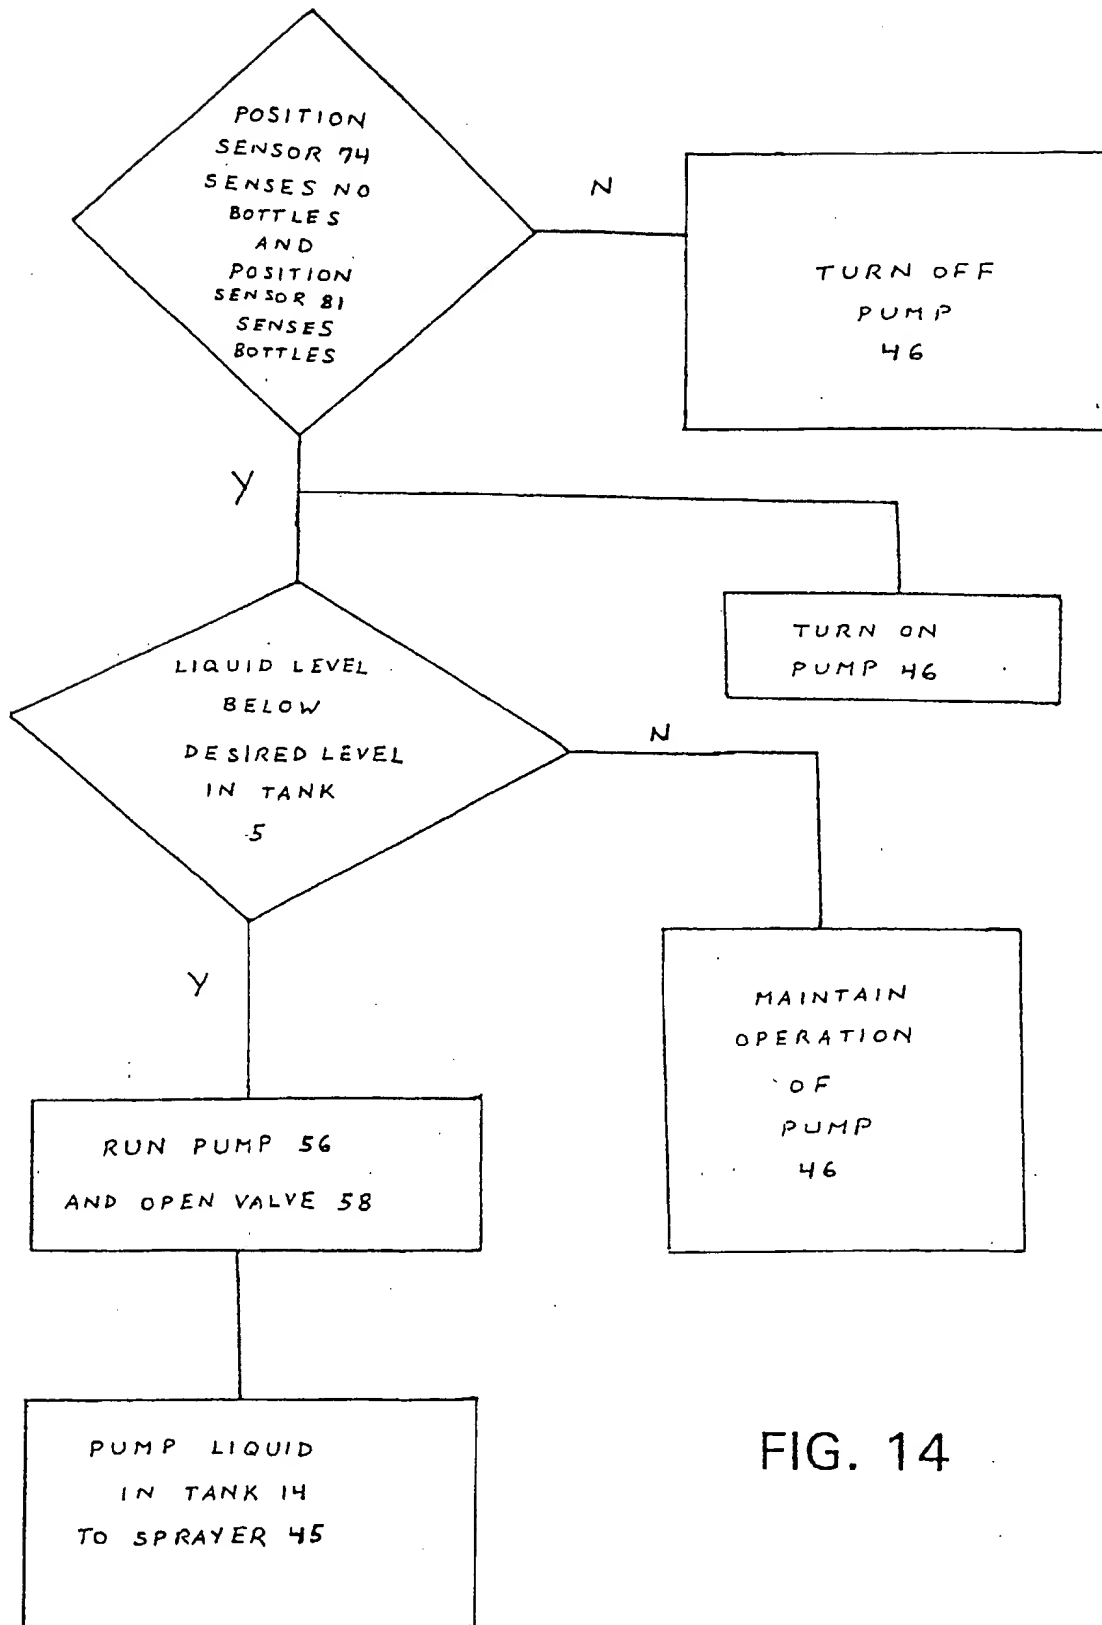 POSITION
SENSOR 74
SENSES NO
BOTTLES
AND
POSITION
SENSOR 81
SENSES
BOTTLES
N
TURN OFF
PUMP
46
Y
TURN ON
PUMP 46
LIQUID LEVEL
BELOW
DESIRED LEVEL
IN TANK
5
N
MAINTAIN
OPERATION
OF
PUMP
46
Y
RUN PUMP 56
AND OPEN VALVE 58
PUMP LIQUID
IN TANK 14
TO SPRAYER 45
FIG. 14